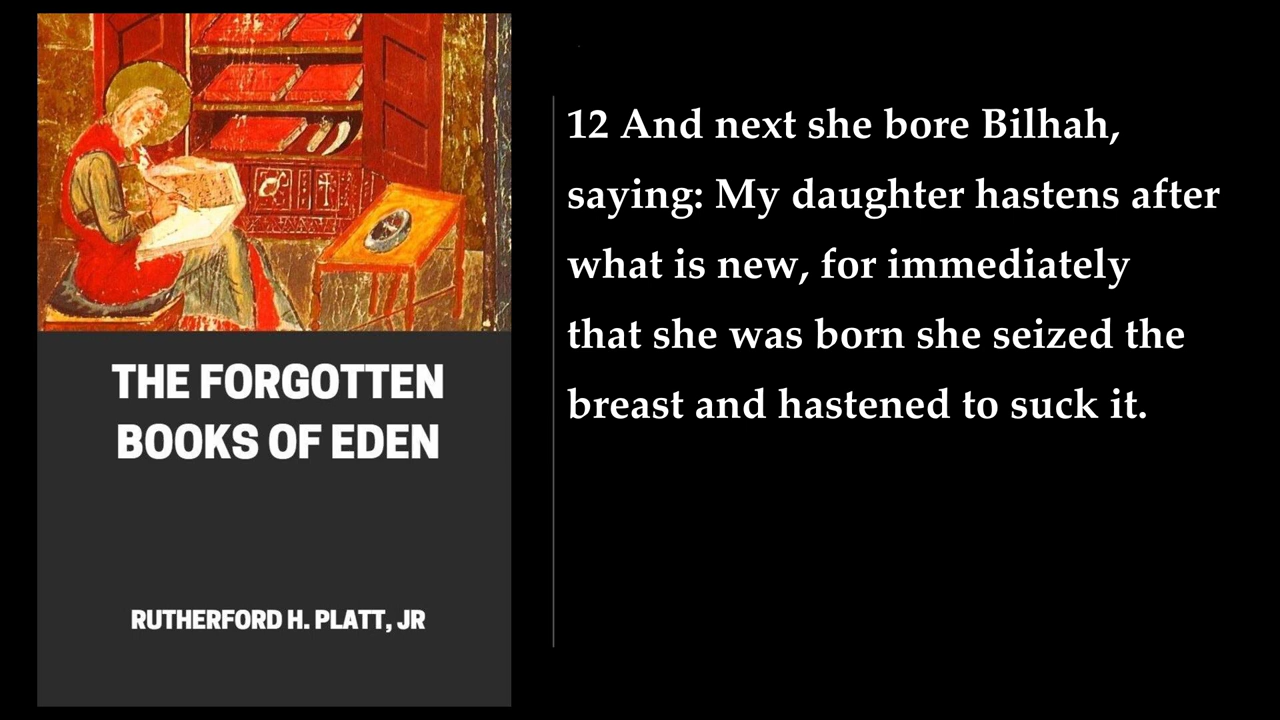 THE FORGOTTEN
BOOKS OF EDEN
RUTHERFORD H. PLATT, JR
12 And next she bore Bilhah,
saying: My daughter hastens after
what is new, for immediately
that she was born she seized the
breast and hastened to suck it.